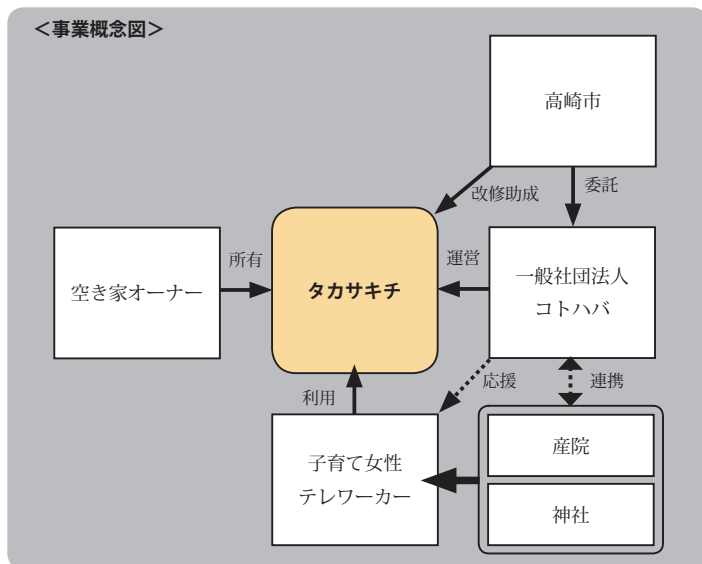 <事業概念図>
高崎市
改修助成
委託
空き家オーナー
所有
タカサキチ
運営
一般社団法人
コトハバ
利用
応援
連携
子育て女性
テレワーカー
産院
神社